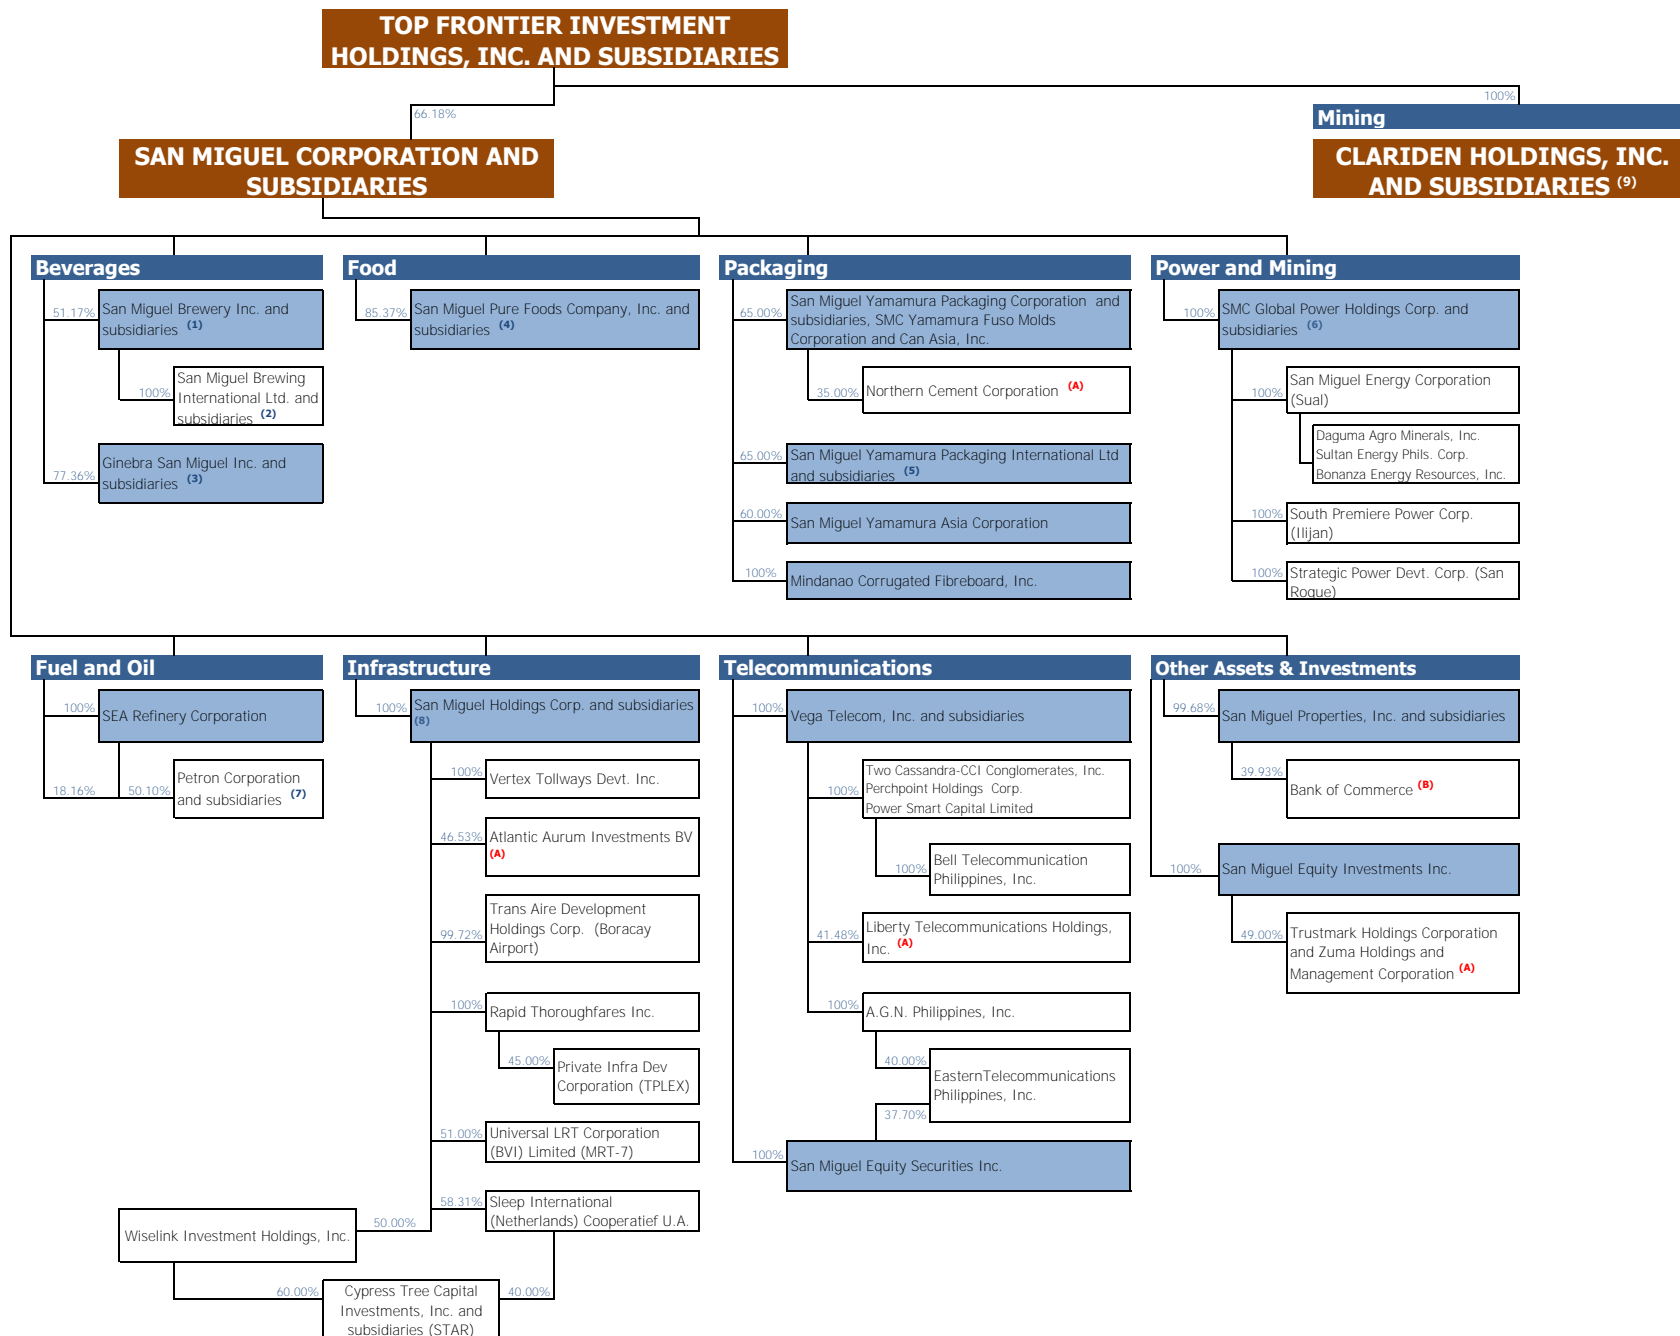 TOP FRONTIER INVESTMENT
HOLDINGS, INC. AND SUBSIDIARIES
66.18%
100%
Mining
SAN MIGUEL CORPORATION AND
SUBSIDIARIES
CLARIDEN HOLDINGS, INC.
AND SUBSIDIARIES (9)
Beverages
51.17%
San Miguel Brewery Inc. and
subsidiaries (1)
100%
San Miguel Brewing
International Ltd. and
subsidiaries (2)
77.36%
Ginebra San Miguel Inc. and
subsidiaries (3)
Food
85.37%
San Miguel Pure Foods Company, Inc. and
subsidiaries (4)
Packaging
65.00%
San Miguel Yamamura Packaging Corporation and
subsidiaries, SMC Yamamura Fuso Molds
Corporation and Can Asia, Inc.
35.00%
Northern Cement Corporation (A)
65.00%
San Miguel Yamamura Packaging International Ltd
and subsidiaries (5)
60.00%
San Miguel Yamamura Asia Corporation
100%
Mindanao Corrugated Fibreboard, Inc.
Power and Mining
100%
SMC Global Power Holdings Corp. and
subsidiaries (6)
100%
San Miguel Energy Corporation
(Sual)
Daguma Agro Minerals, Inc.
Sultan Energy Phils. Corp.
Bonanza Energy Resources, Inc.
100%
South Premiere Power Corp.
(Ilijan)
100%
Strategic Power Devt. Corp. (San
Roque)
Fuel and Oil
100%
SEA Refinery Corporation
18.16%
50.10%
Petron Corporation
and subsidiaries (7)
Infrastructure
100%
San Miguel Holdings Corp. and subsidiaries
(8)
100%
Vertex Tollways Devt. Inc.
46.53%
Atlantic Aurum Investments BV
(A)
99.72%
Trans Aire Development
Holdings Corp. (Boracay
Airport)
100%
Rapid Thoroughfares Inc.
45.00%
Private Infra Dev
Corporation (TPLEX)
51.00%
Universal LRT Corporation
(BVI) Limited (MRT-7)
58.31%
Sleep International
(Netherlands) Cooperatief U.A.
50.00%
Wiselink Investment Holdings, Inc.
60.00%
40.00%
Cypress Tree Capital
Investments, Inc. and
subsidiaries (STAR)
Telecommunications
100%
Vega Telecom, Inc. and subsidiaries
100%
Two Cassandra-CCI Conglomerates, Inc.
Perchpoint Holdings Corp.
Power Smart Capital Limited
100%
Bell Telecommunication
Philippines, Inc.
41.48%
Liberty Telecommunications Holdings,
Inc. (A)
100%
A.G.N. Philippines, Inc.
40.00%
EasternTelecommunications
Philippines, Inc.
37.70%
100%
San Miguel Equity Securities Inc.
Other Assets & Investments
99.68%
San Miguel Properties, Inc. and subsidiaries
39.93%
Bank of Commerce (B)
100%
San Miguel Equity Investments Inc.
49.00%
Trustmark Holdings Corporation
and Zuma Holdings and
Management Corporation (A)